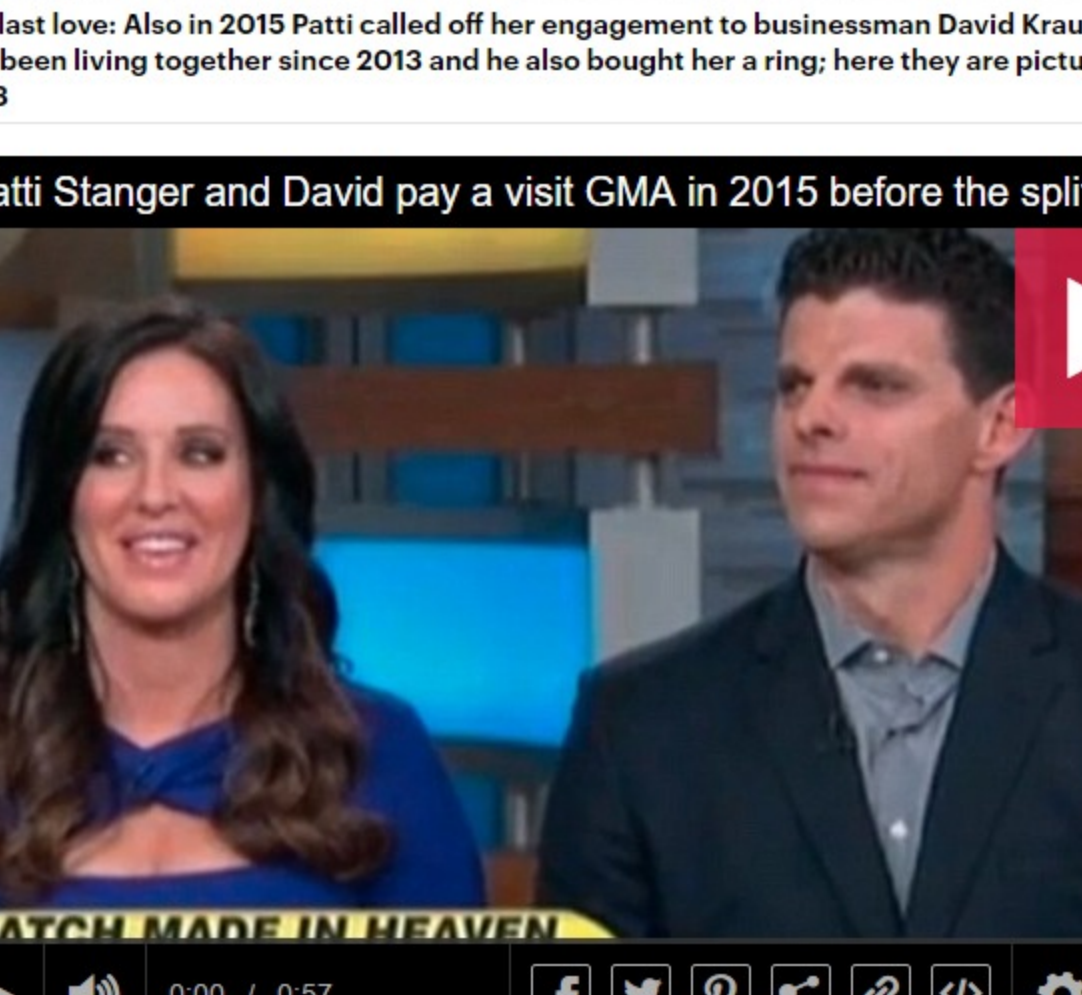 last love: Also in 2015 Patti called off her engagement to businessman David Krau
been living together since 2013 and he also bought her a ring; here they are pictu
3
atti Stanger and David pay a visit GMA in 2015 before the spli
ATCH MADE IN HEAVEN
0:00 / 0:57